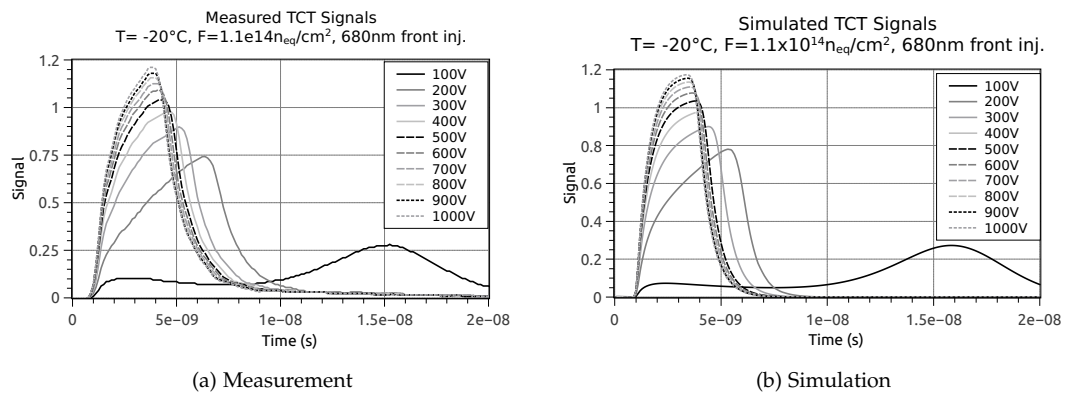 Measured TCT Signals
T= -20°C, F=1.1e14n_eq/cm², 680nm front inj.
1.2
1
0.75
0.5
0.25
0
Signal
100V
200V
300V
400V
500V
600V
700V
800V
900V
1000V
0
5e-09
1e-08
1.5e-08
2e-08
Time (s)
(a) Measurement
Simulated TCT Signals
T= -20°C, F=1.1x10¹⁴n_eq/cm², 680nm front inj.
1.2
1
0.8
0.6
0.4
0.2
0
Signal
100V
200V
300V
400V
500V
600V
700V
800V
900V
1000V
0
5e-09
1e-08
1.5e-08
2e-08
Time (s)
(b) Simulation